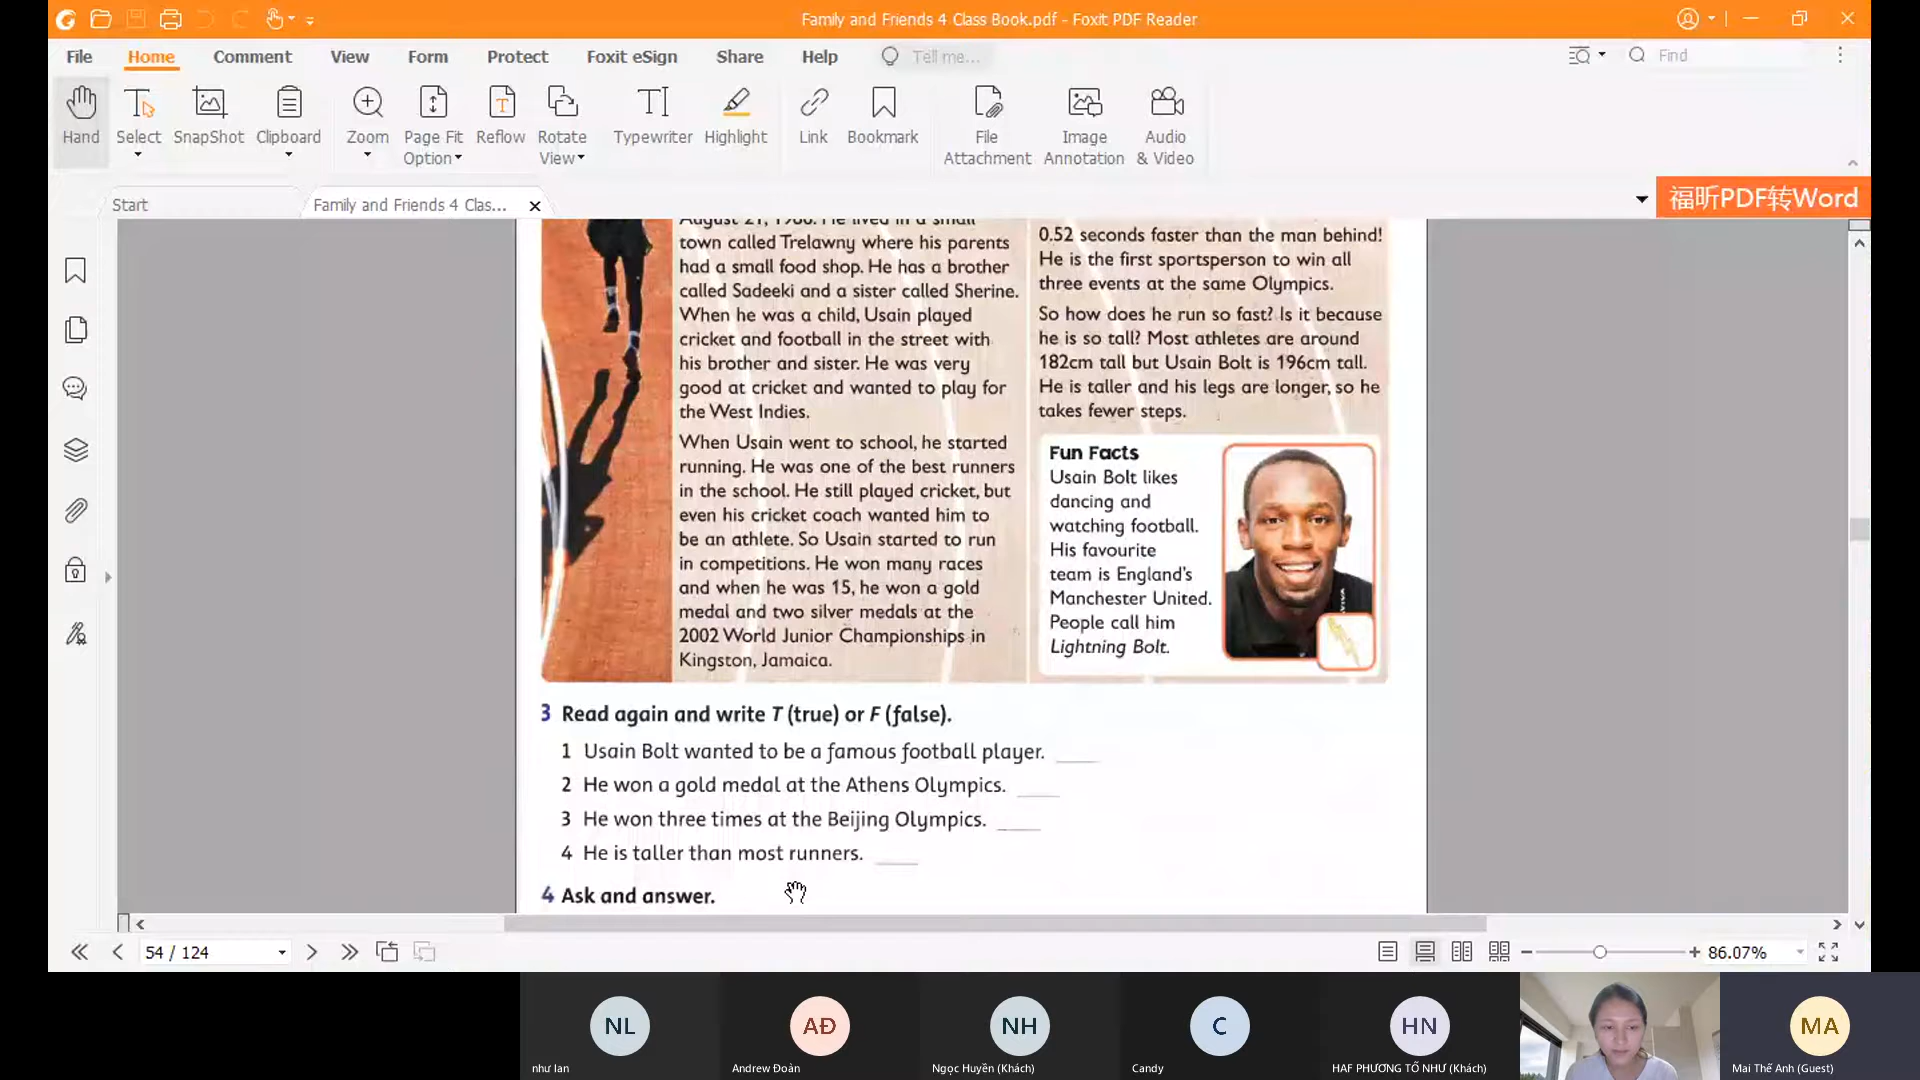 Family and Friends 4 Class Book.pdf - Foxit PDF Reader
File Home Comment View Form Protect Foxit eSign Share Help Tell me... Find
Hand Select SnapShot Clipboard Zoom Page Fit Option Reflow Rotate View Typewriter Highlight Link Bookmark File Attachment Image Annotation Audio & Video
Start Family and Friends 4 Clas... 福昕PDF转Word
lived in a small
town called Trelawny where his parents
had a small food shop. He has a brother
called Sadeeki and a sister called Sherine.
When he was a child, Usain played
cricket and football in the street with
his brother and sister. He was very
good at cricket and wanted to play for
the West Indies.
When Usain went to school, he started
running. He was one of the best runners
in the school. He still played cricket, but
even his cricket coach wanted him to
be an athlete. So Usain started to run
in competitions. He won many races
and when he was 15, he won a gold
medal and two silver medals at the
2002 World Junior Championships in
Kingston, Jamaica.
0.52 seconds faster than the man behind!
He is the first sportsperson to win all
three events at the same Olympics.
So how does he run so fast? Is it because
he is so tall? Most athletes are around
182cm tall but Usain Bolt is 196cm tall.
He is taller and his legs are longer, so he
takes fewer steps.
Fun Facts
Usain Bolt likes
dancing and
watching football.
His favourite
team is England's
Manchester United.
People call him
Lightning Bolt.
3 Read again and write T (true) or F (false).
1 Usain Bolt wanted to be a famous football player.
2 He won a gold medal at the Athens Olympics.
3 He won three times at the Beijing Olympics.
4 He is taller than most runners.
4 Ask and answer.
54 / 124 86.07%
NL AĐ NH C HN MA
như lan Andrew Đoàn Ngọc Huyền (Khách) Candy HAF PHƯƠNG TỐ NHƯ (Khách) Mai Thế Anh (Guest)